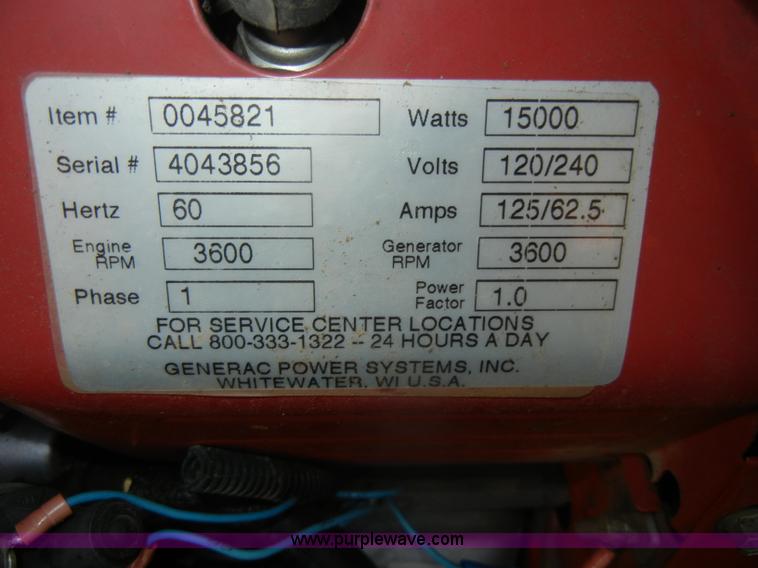 Item # 0045821 Watts 15000
Serial # 4043856 Volts 120/240
Hertz 60 Amps 125/62.5
Engine RPM 3600 Generator RPM 3600
Phase 1 Power Factor 1.0
FOR SERVICE CENTER LOCATIONS
CALL 800-333-1322 -- 24 HOURS A DAY
GENERAC POWER SYSTEMS, INC.
WHITEWATER, WI U.S.A.
www.purplewave.com